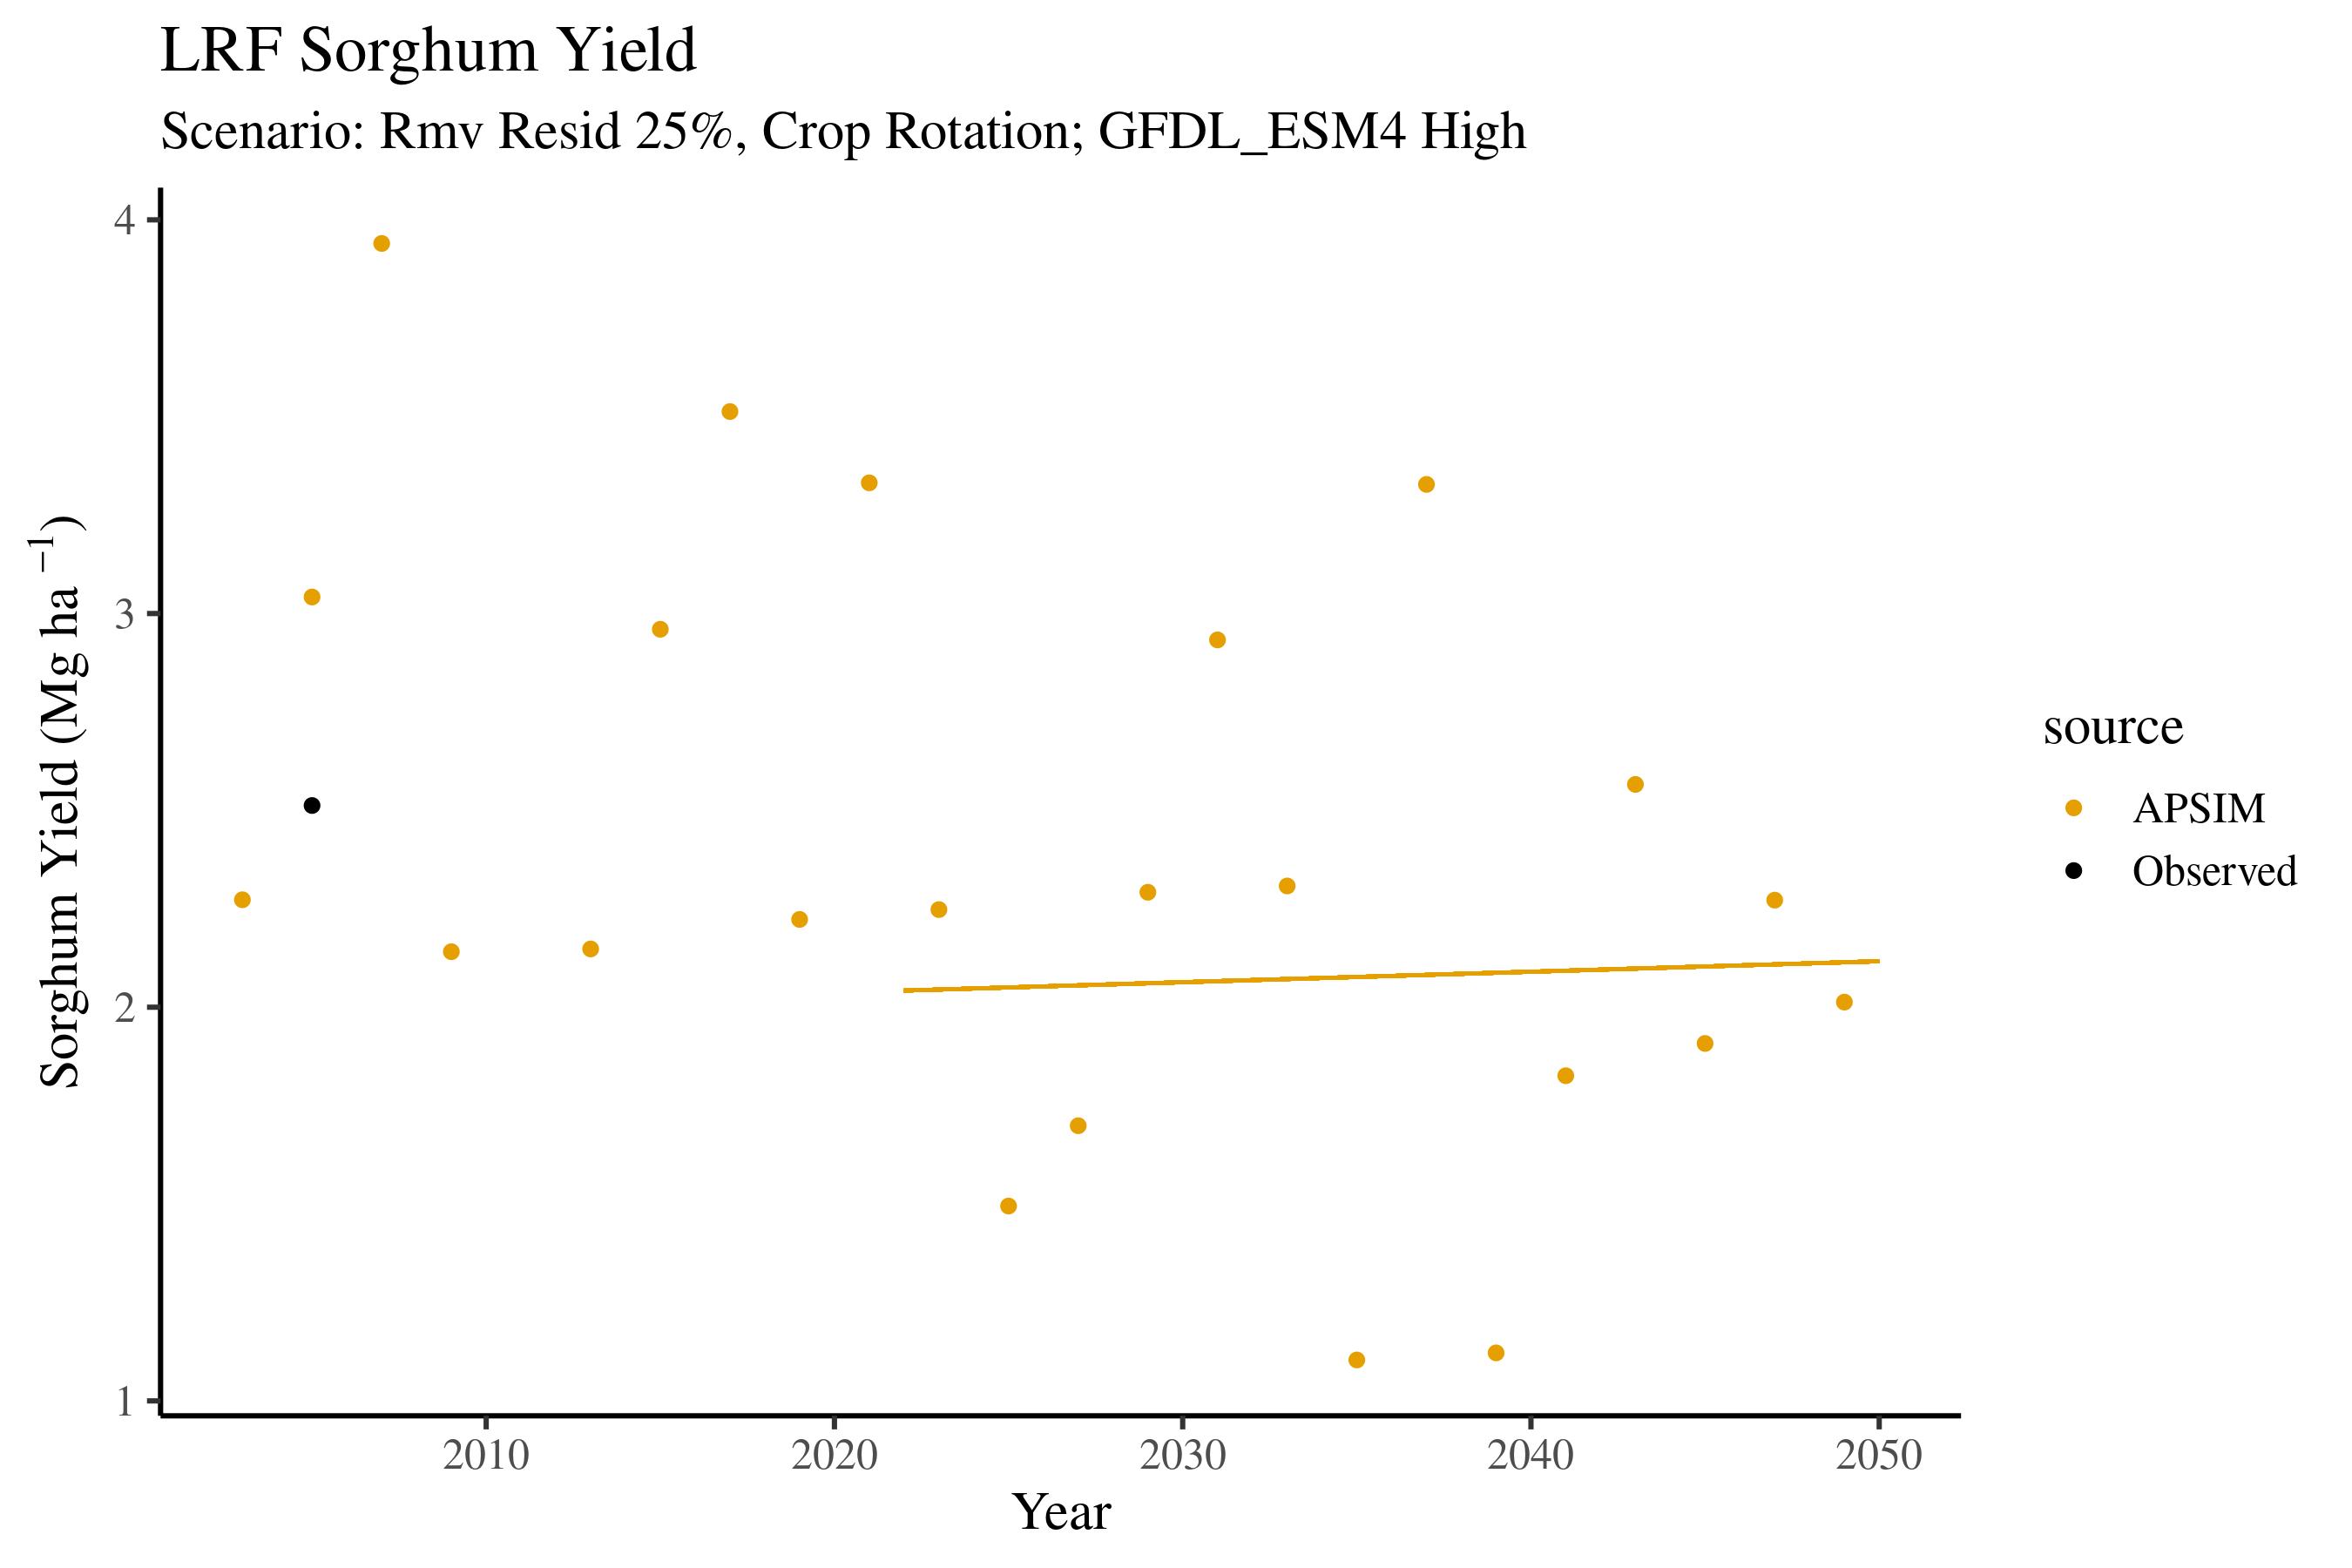 LRF Sorghum Yield
Scenario: Rmv Resid 25%, Crop Rotation; GFDL_ESM4 High
Sorghum Yield (Mg ha⁻¹)
4
3
2
1
2010
2020
2030
2040
2050
Year
source
APSIM
Observed